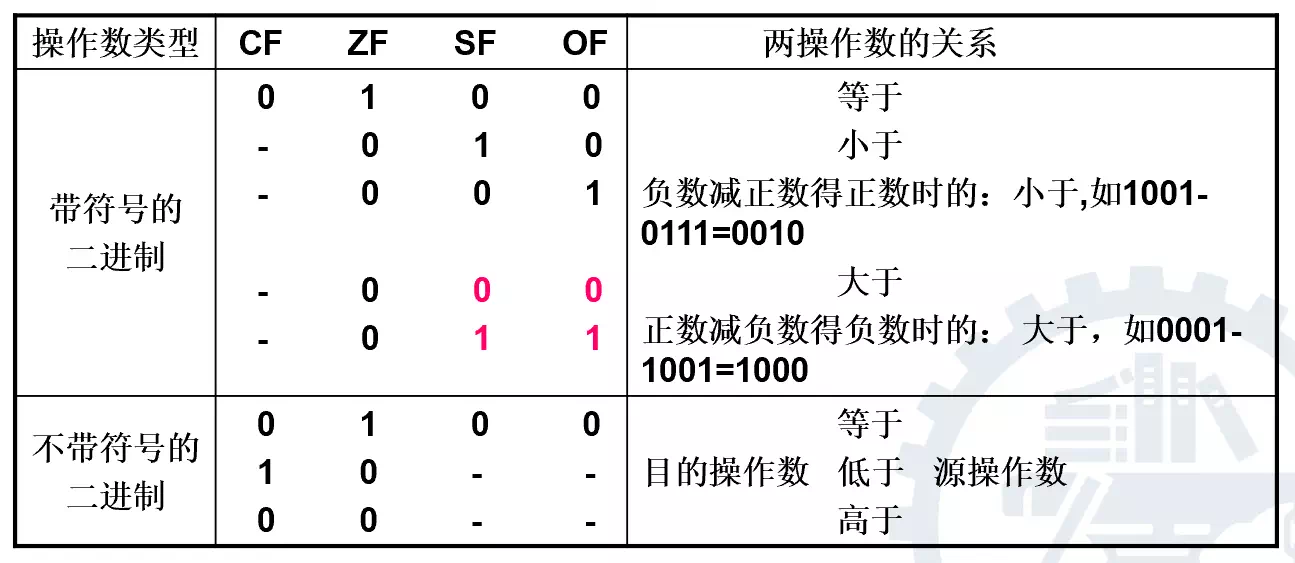 操作数类型 CF ZF SF OF 两操作数的关系
0 1 0 0 等于
- 0 1 0 小于
带符号的
二进制
- 0 0 1 负数减正数得正数时的：小于,如1001-
0111=0010
- 0 0 0 大于
- 0 1 1 正数减负数得负数时的： 大于，如0001-
1001=1000
不带符号的
二进制
0 1 0 0 等于
1 0 - - 目的操作数 低于 源操作数
0 0 - - 高于